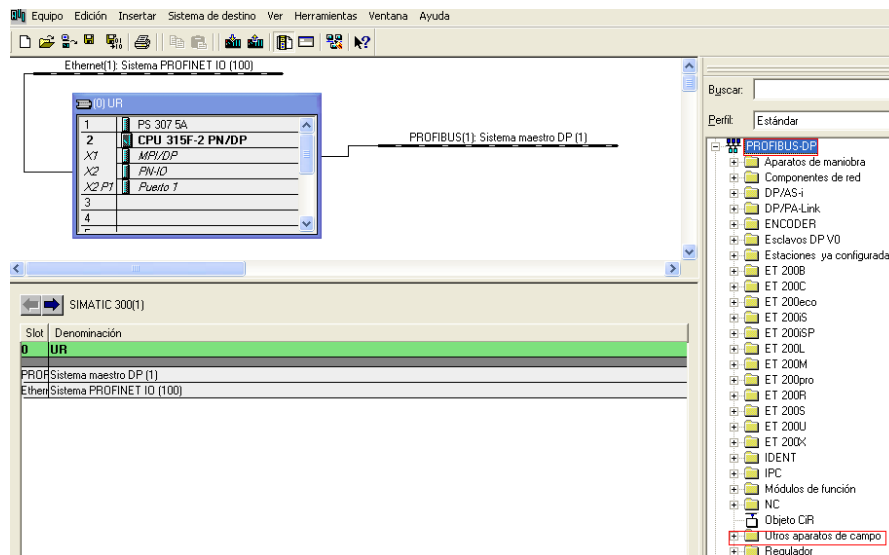 Equipo Edición Insertar Sistema de destino Ver Herramientas Ventana Ayuda
Ethernet(1): Sistema PROFINET IO (100)
(0) UR
1 PS 307 5A
2 CPU 315F-2 PN/DP
X1 MPI/DP
X2 PN-IO
X2 P1 Puerto 1
3
4
PROFIBUS(1): Sistema maestro DP (1)
SIMATIC 300(1)
Slot Denominación
0 UR
PROF Sistema maestro DP (1)
Ethern Sistema PROFINET IO (100)
Buscar:
Perfil: Estándar
PROFIBUS-DP
Aparatos de maniobra
Componentes de red
DP/AS-i
DP/PA-Link
ENCODER
Esclavos DP V0
Estaciones ya configurada
ET 200B
ET 200C
ET 200eco
ET 200iS
ET 200iSP
ET 200L
ET 200M
ET 200pro
ET 200R
ET 200S
ET 200U
ET 200X
IDENT
IPC
Módulos de función
NC
Objeto CiR
Otros aparatos de campo
Regulador